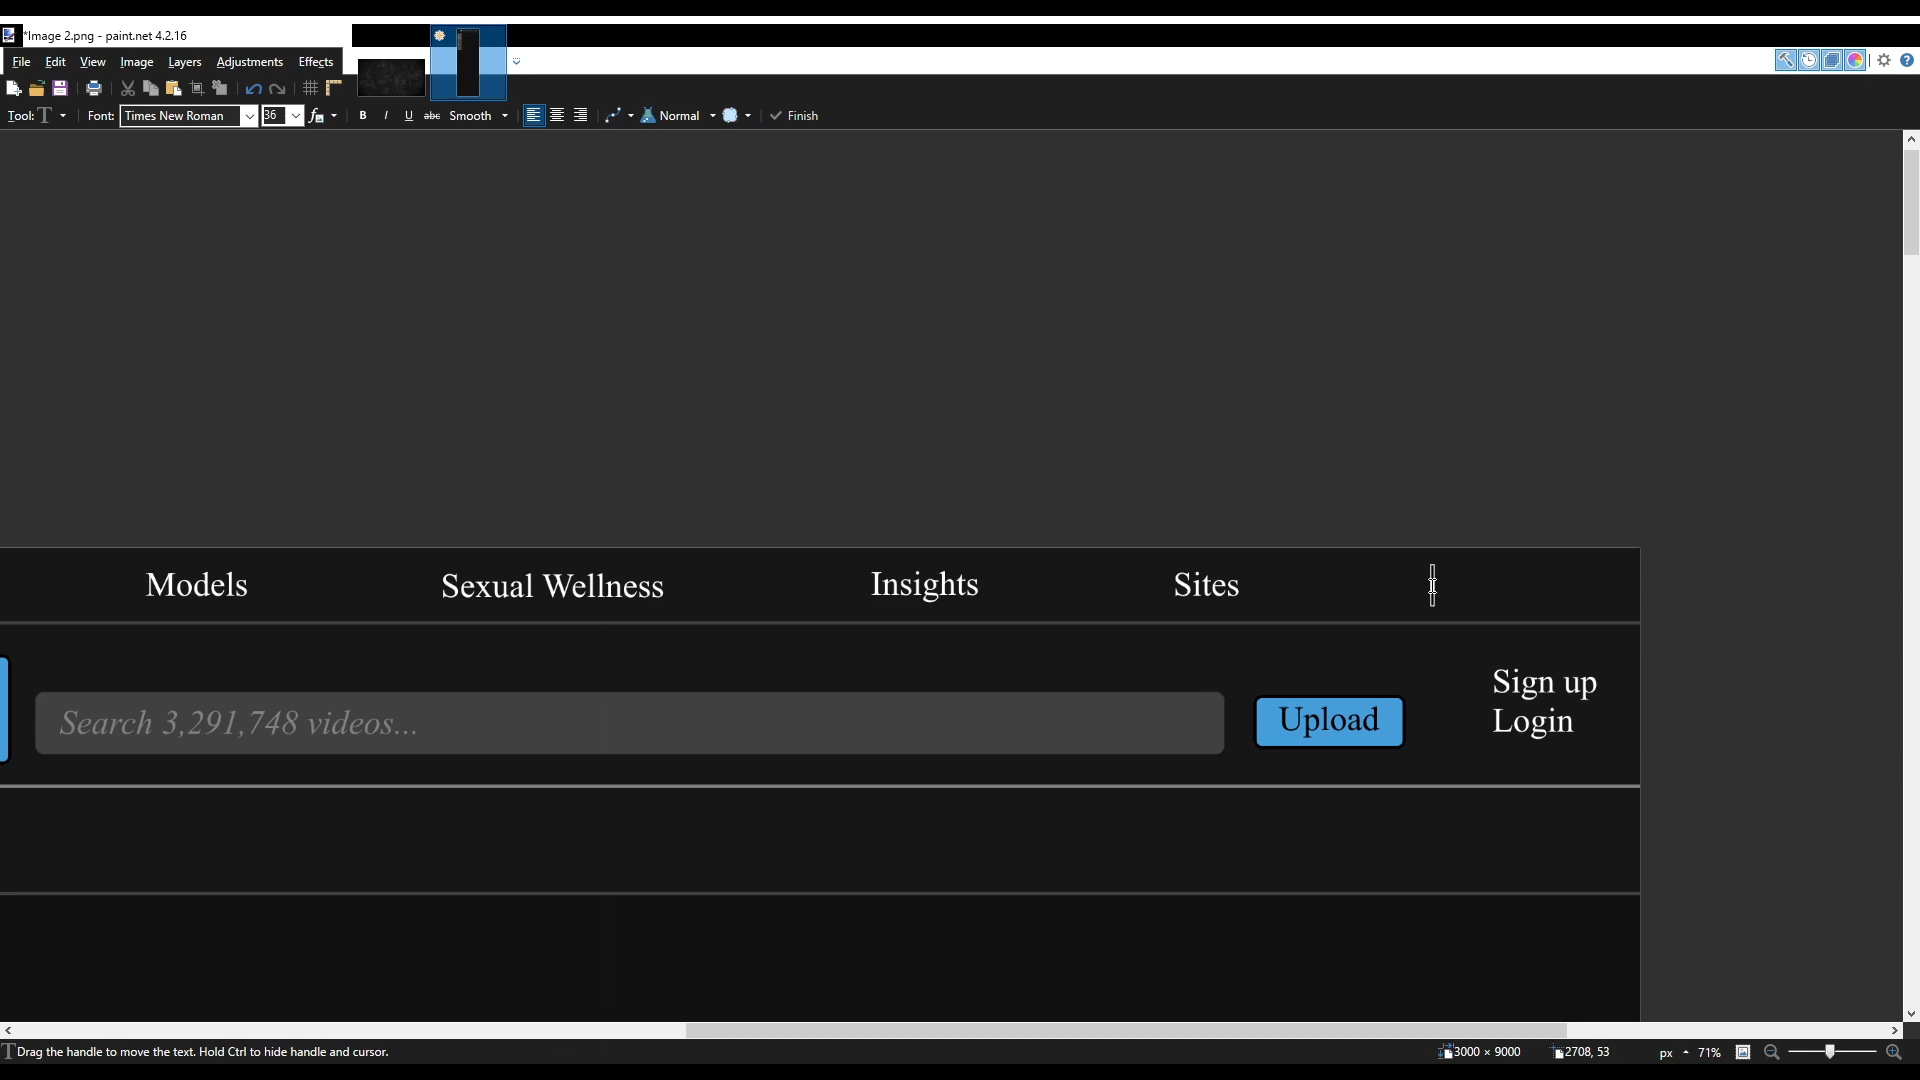 *Image 2.png - paint.net 4.2.16
File Edit View Image Layers Adjustments Effects
Tool: T Font: Times New Roman 36 fx B I U abc Smooth Normal Finish
Models Sexual Wellness Insights Sites
Sign up
Search 3,291,748 videos... Upload Login
Drag the handle to move the text. Hold Ctrl to hide handle and cursor. 3000 × 9000 2708, 53 px 71%